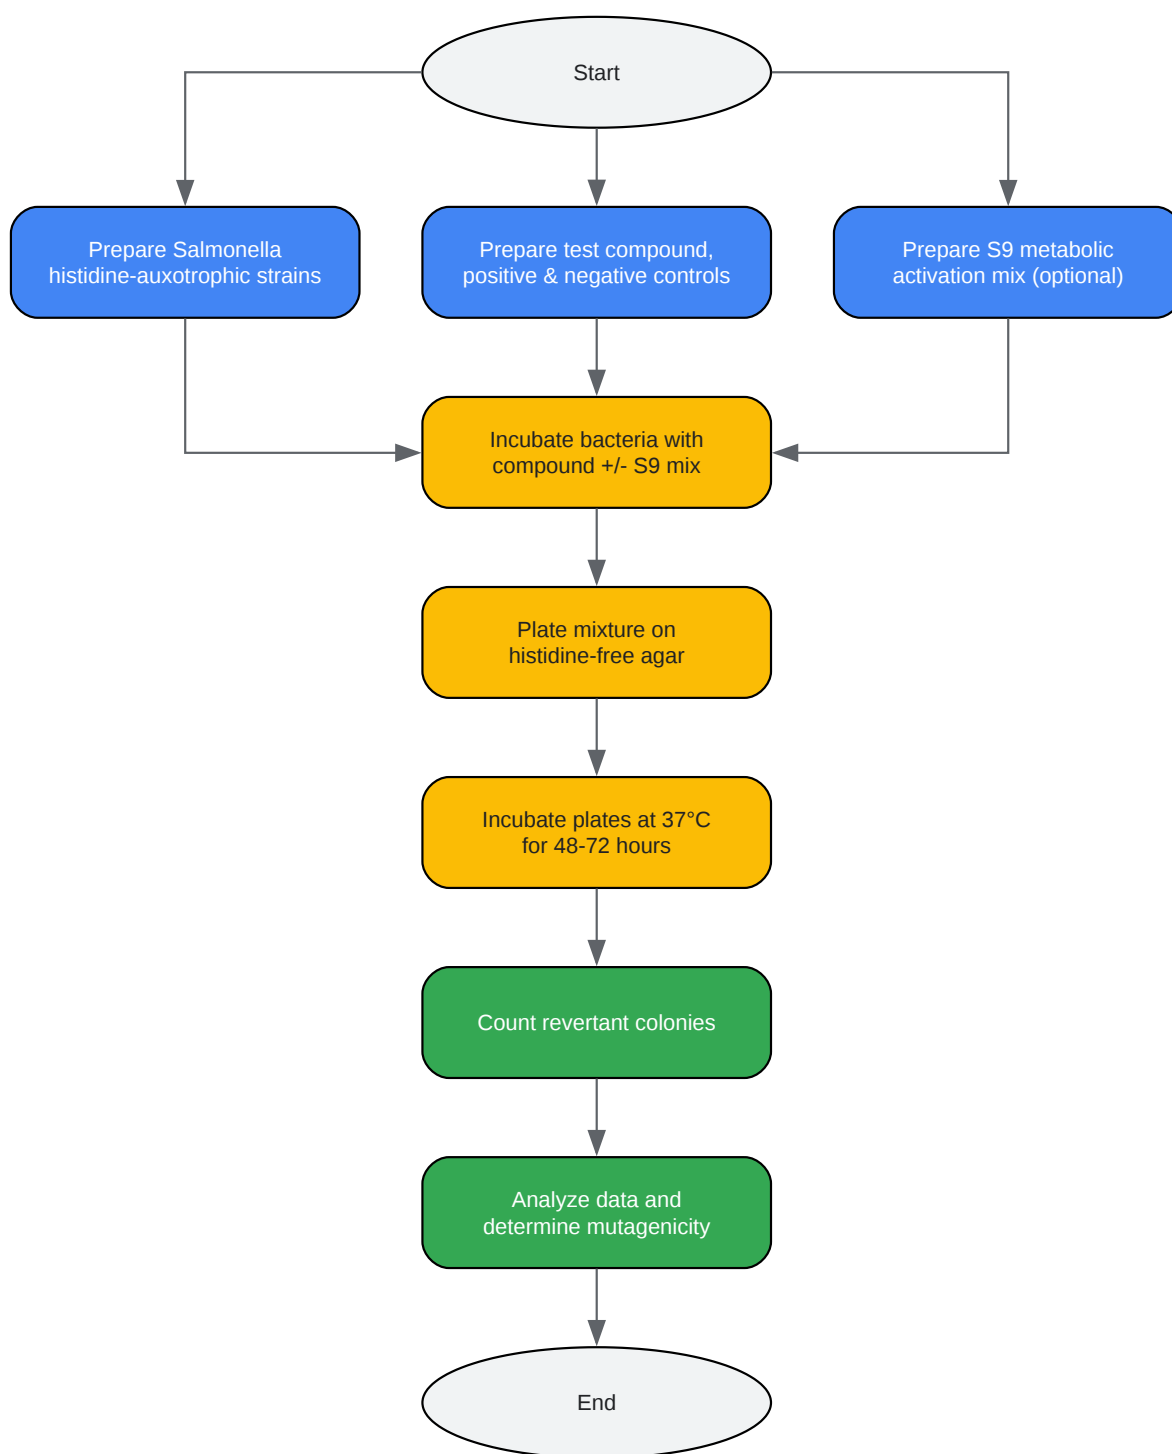 Start
Prepare Salmonella
histidine-auxotrophic strains
Prepare test compound,
positive & negative controls
Prepare S9 metabolic
activation mix (optional)
Incubate bacteria with
compound +/- S9 mix
Plate mixture on
histidine-free agar
Incubate plates at 37°C
for 48-72 hours
Count revertant colonies
Analyze data and
determine mutagenicity
End